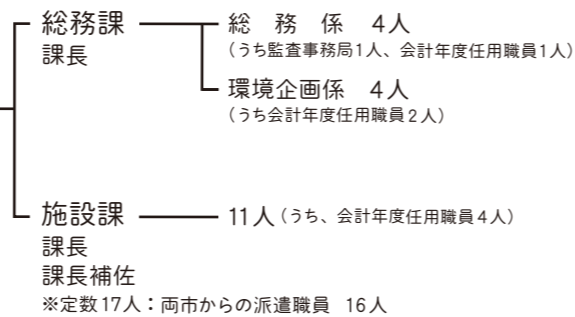 総務課 総務係 4人
課長 (うち監査事務局1人、会計年度任用職員1人)
環境企画係 4人
(うち会計年度任用職員2人)
施設課 11人(うち、会計年度任用職員4人)
課長
課長補佐
※定数17人：両市からの派遣職員 16人